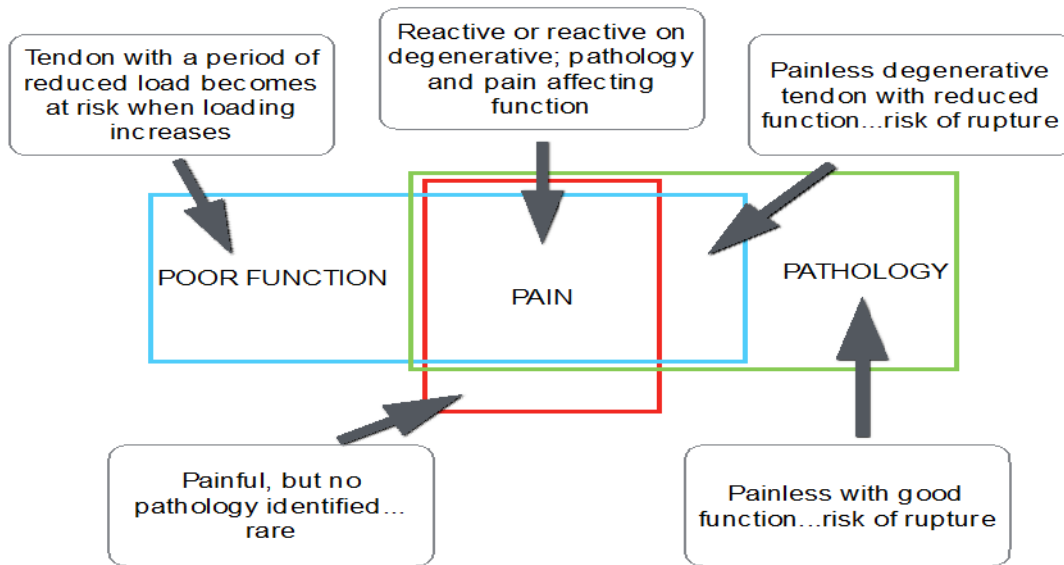 Tendon with a period of
reduced load becomes
at risk when loading
increases
Reactive or reactive on
degenerative; pathology
and pain affecting
function
Painless degenerative
tendon with reduced
function...risk of rupture
POOR FUNCTION
PAIN
PATHOLOGY
Painful, but no
pathology identified...
rare
Painless with good
function...risk of rupture